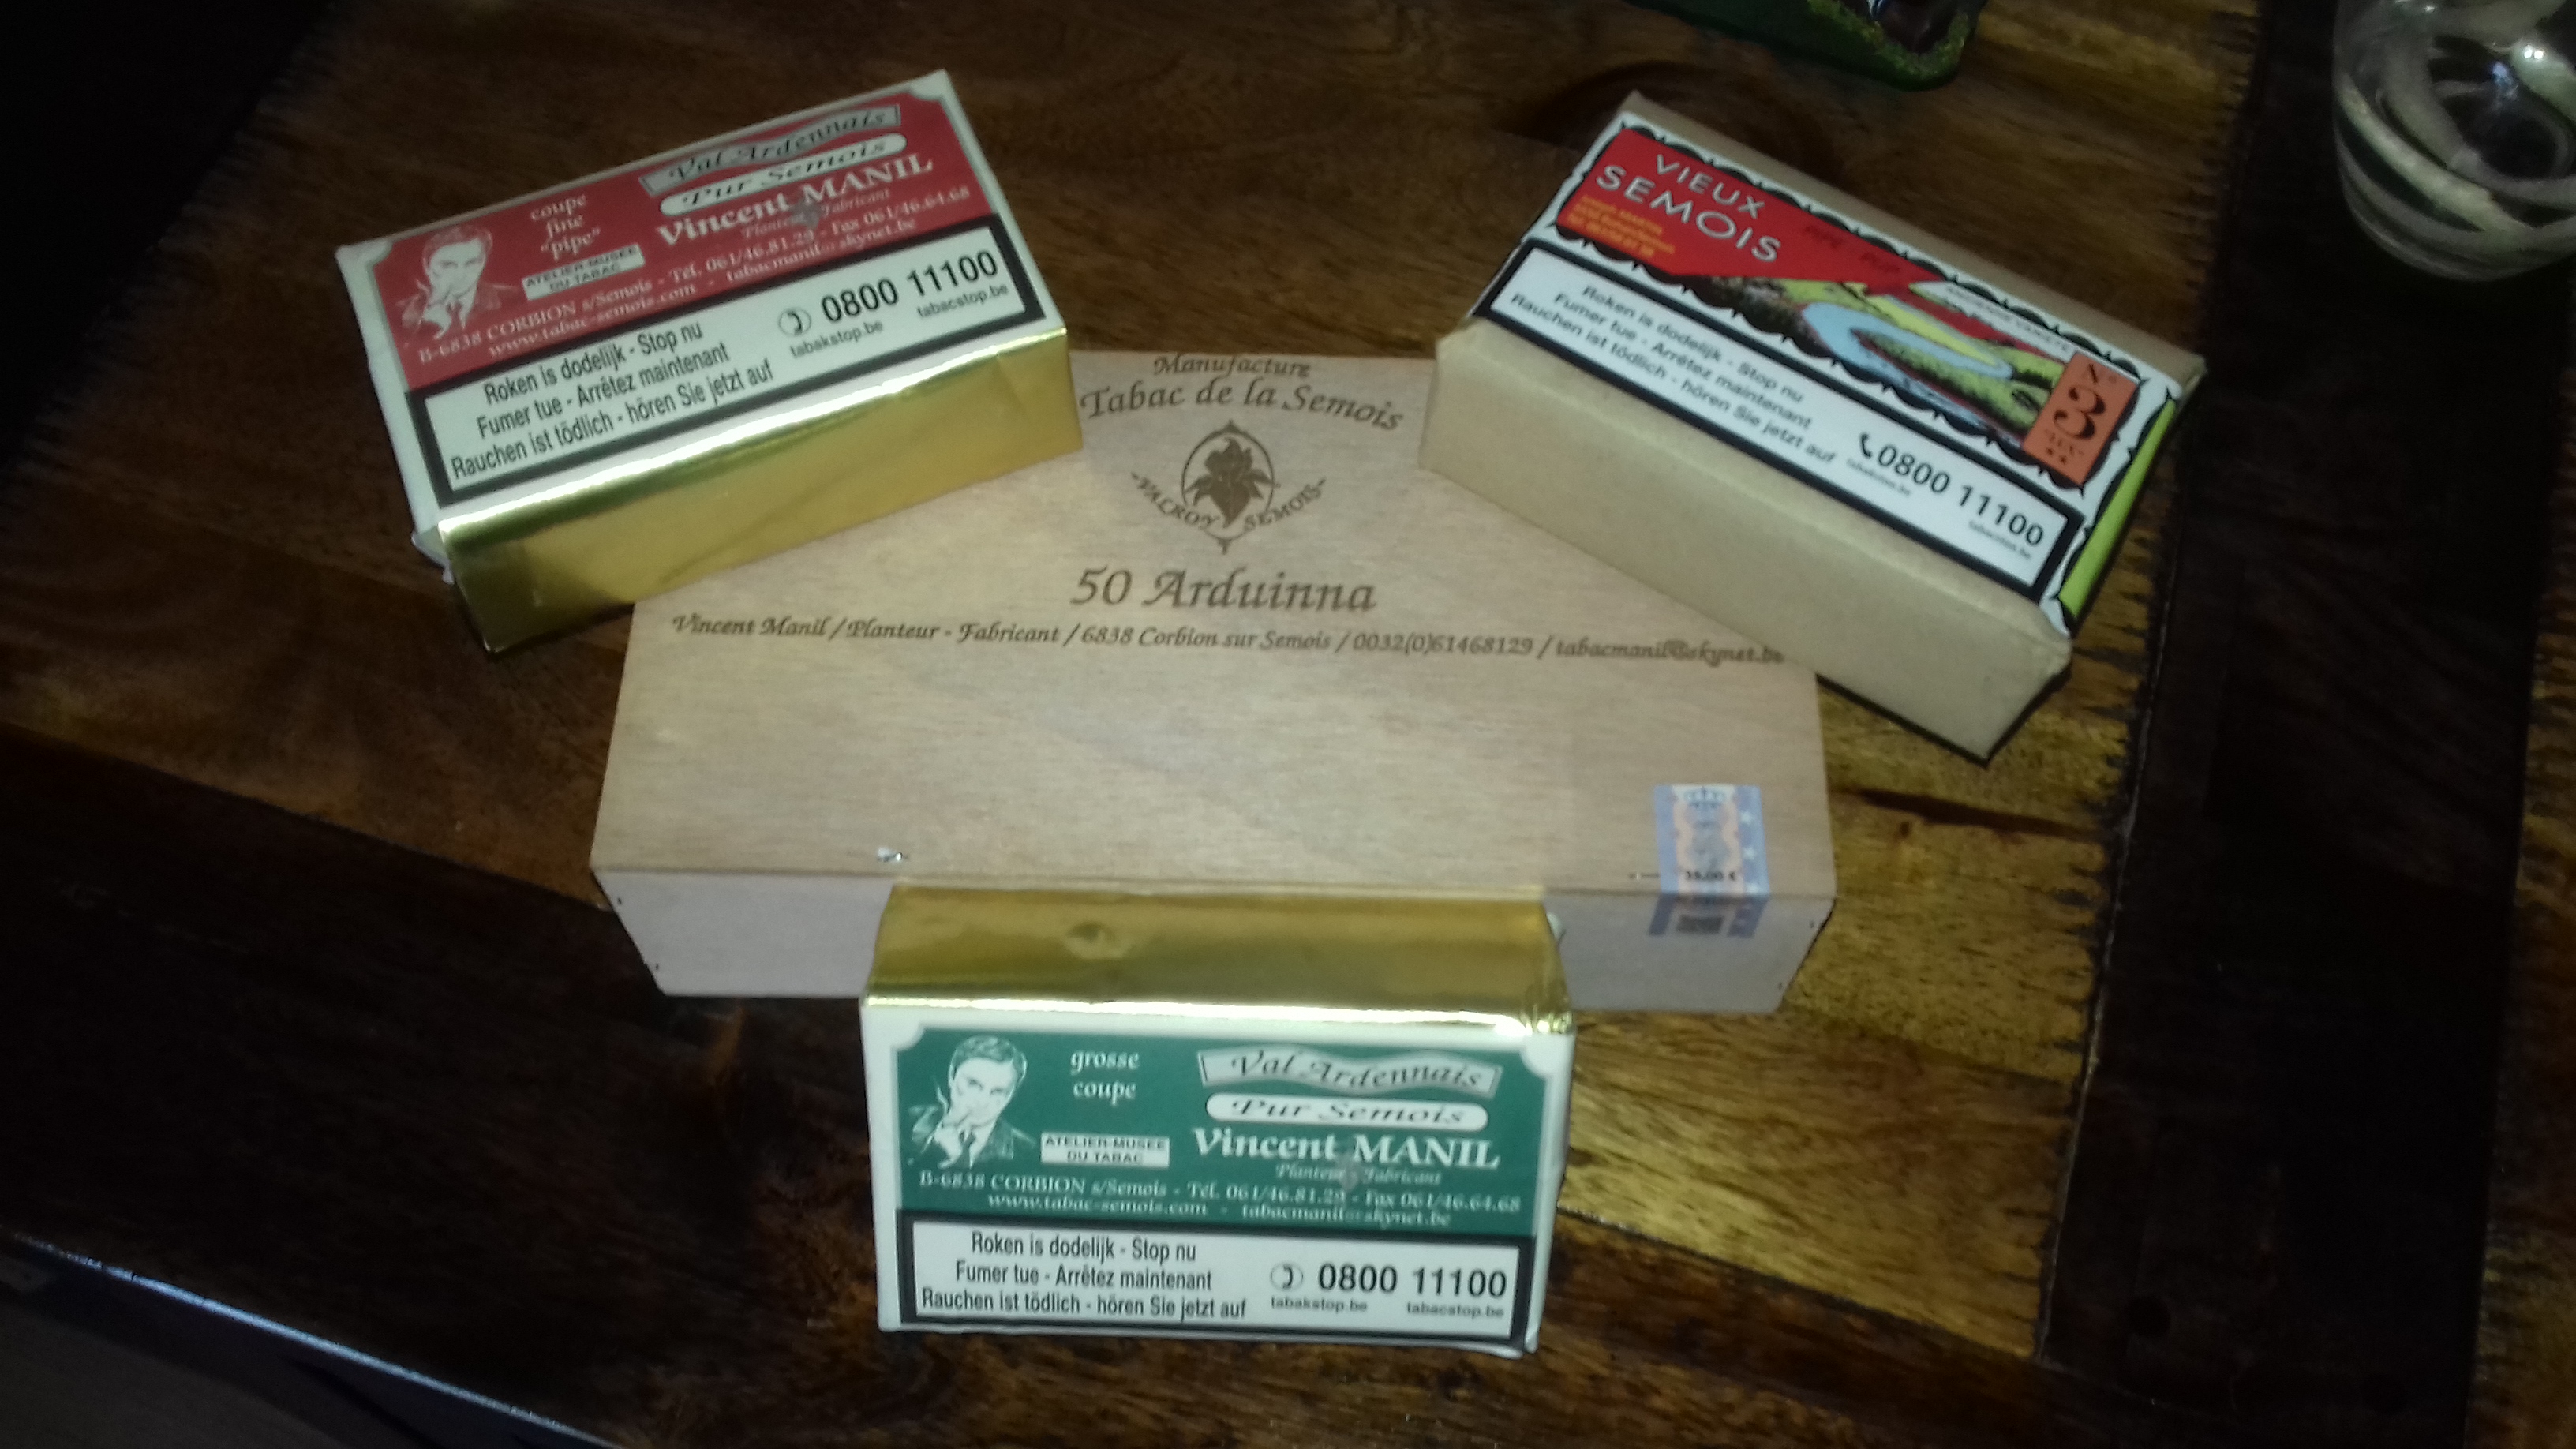 Val Ardennais
Pur Semois
Vincent MANIL
Planteur Fabricant
coupe
fine
"pipe"
ATELIER-MUSEE
DU TABAC
B-6838 CORBION s/Semois - Tél. 061/46.81.29 - Fax 061/46.64.68
www.tabac-semois.com - tabacmanil@skynet.be
Roken is dodelijk - Stop nu
Fumer tue - Arrêtez maintenant
Rauchen ist tödlich - hören Sie jetzt auf
0800 11100
tabakstop.be
tabacstop.be
VIEUX
SEMOIS
N°
3
Roken is dodelijk - Stop nu
Fumer tue - Arrêtez maintenant
Rauchen ist tödlich - hören Sie jetzt auf
0800 11100
Manufacture
Tabac de la Semois
-VALROY SEMOIS-
50 Arduinna
Vincent Manil / Planteur - Fabricant / 6838 Corbion sur Semois / 0032(0)61468129 / tabacmanil@skynet.be
grosse
coupe
Val Ardennais
Pur Semois
Vincent MANIL
Planteur Fabricant
ATELIER-MUSEE
DU TABAC
B-6838 CORBION s/Semois - Tél. 061/46.81.29 - Fax 061/46.64.68
www.tabac-semois.com - tabacmanil@skynet.be
Roken is dodelijk - Stop nu
Fumer tue - Arrêtez maintenant
Rauchen ist tödlich - hören Sie jetzt auf
0800 11100
tabakstop.be
tabacstop.be